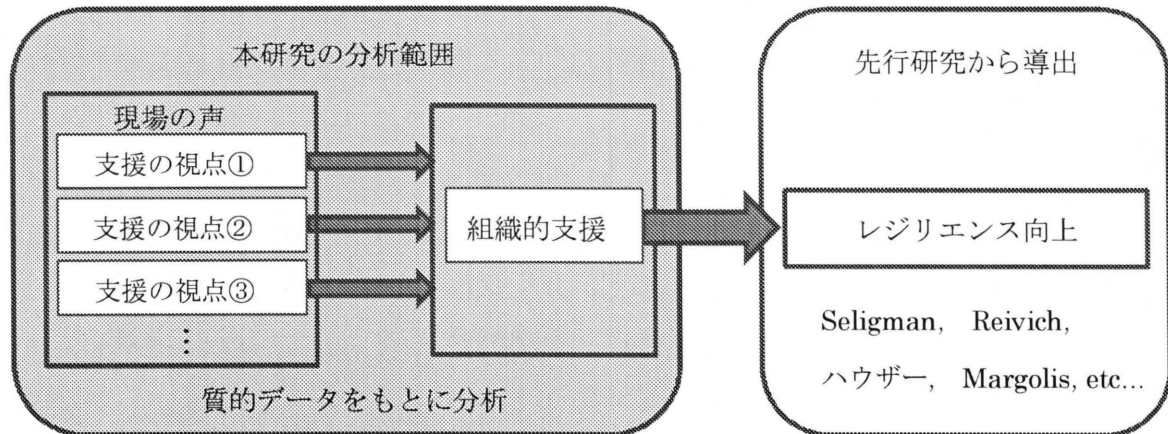 本研究の分析範囲
現場の声
支援の視点①
支援の視点②
支援の視点③
⋮
質的データをもとに分析
組織的支援
先行研究から導出
レジリエンス向上
Seligman, Reivich,
ハウザー, Margolis, etc...